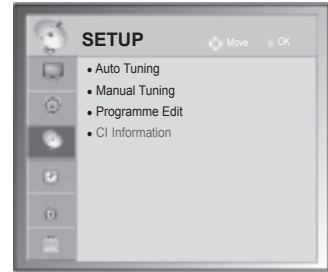 SETUP
Move OK
• Auto Tuning
• Manual Tuning
• Programme Edit
• CI Information